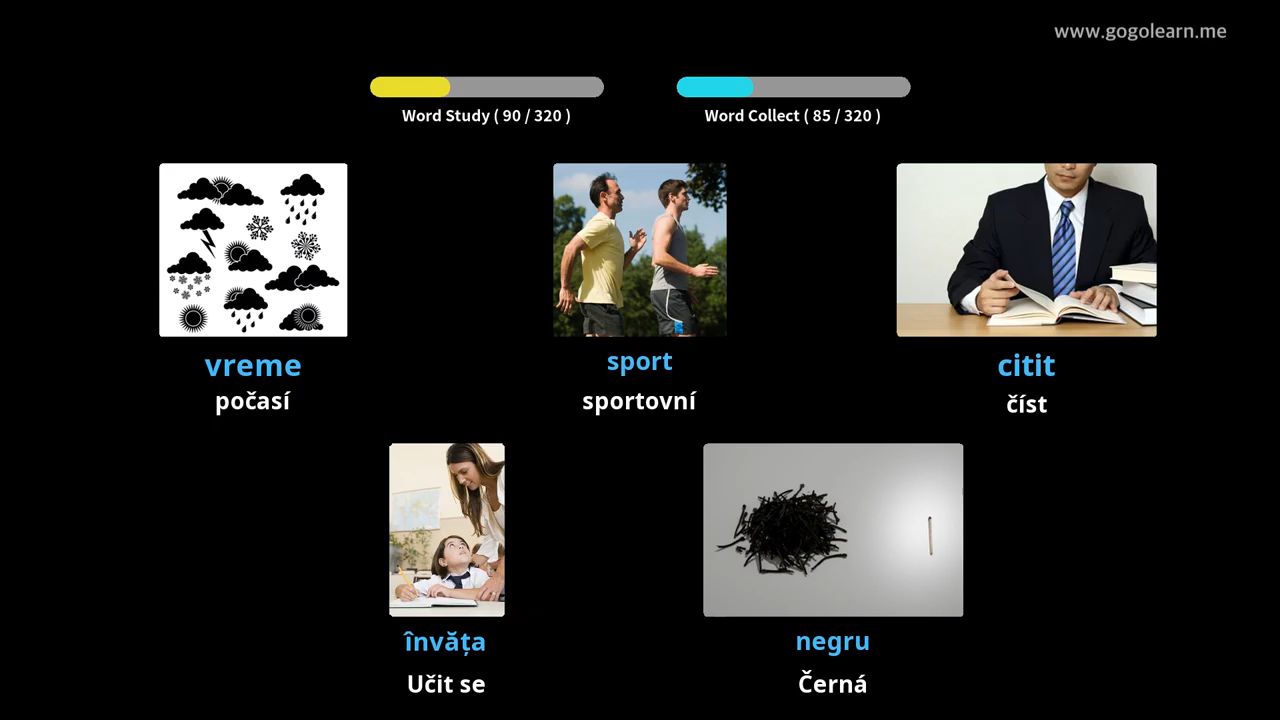 www.gogolearn.me
Word Study ( 90 / 320 )
Word Collect ( 85 / 320 )
vreme
počasí
sport
sportovní
citit
číst
învăța
Učit se
negru
Černá